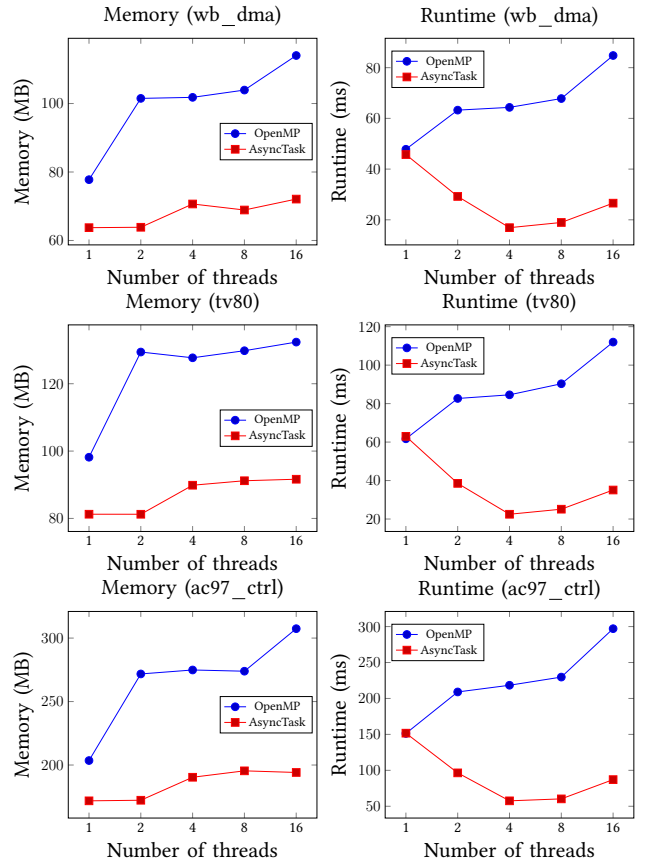 Memory (wb_dma)
Memory (MB)
100
80
60
OpenMP
AsyncTask
1 2 4 8 16
Number of threads
Runtime (wb_dma)
Runtime (ms)
80
60
40
20
OpenMP
AsyncTask
1 2 4 8 16
Number of threads
Memory (tv80)
Memory (MB)
120
100
80
OpenMP
AsyncTask
1 2 4 8 16
Number of threads
Runtime (tv80)
Runtime (ms)
120
100
80
60
40
20
OpenMP
AsyncTask
1 2 4 8 16
Number of threads
Memory (ac97_ctrl)
Memory (MB)
300
250
200
OpenMP
AsyncTask
1 2 4 8 16
Number of threads
Runtime (ac97_ctrl)
Runtime (ms)
300
250
200
150
100
50
OpenMP
AsyncTask
1 2 4 8 16
Number of threads